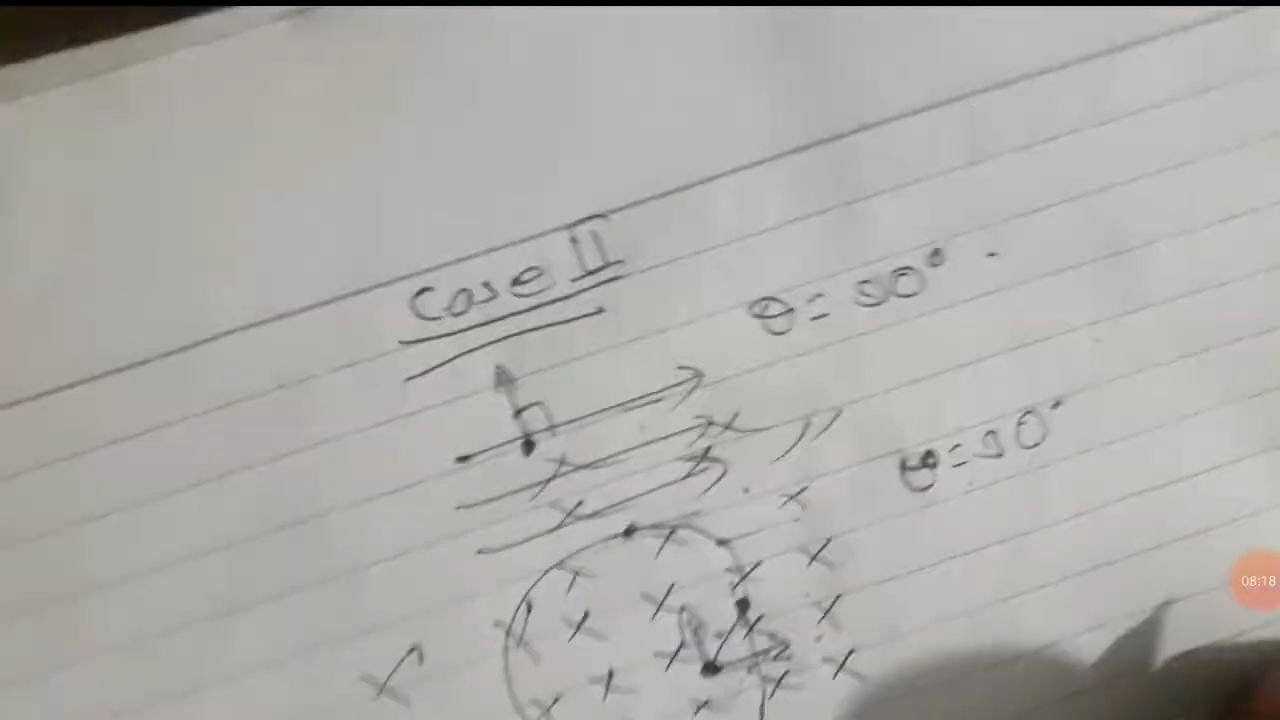 Case II
θ = 90° .
θ = 90°
08:18